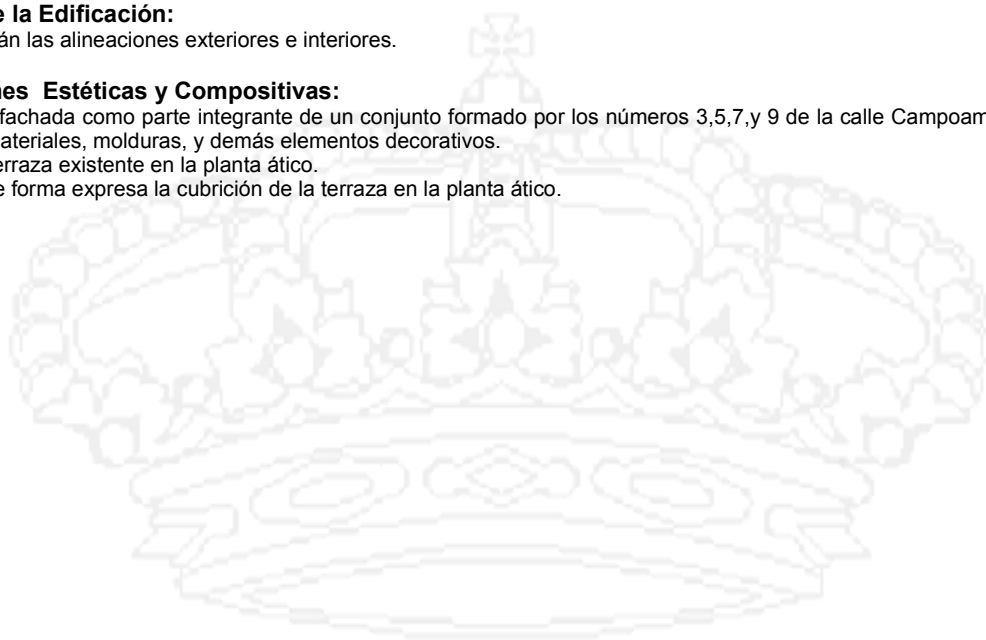 e la Edificación:
án las alineaciones exteriores e interiores.
nes  Estéticas y Compositivas:
fachada como parte integrante de un conjunto formado por los números 3,5,7,y 9 de la calle Campoam
ateriales, molduras, y demás elementos decorativos.
erraza existente en la planta ático.
e forma expresa la cubrición de la terraza en la planta ático.